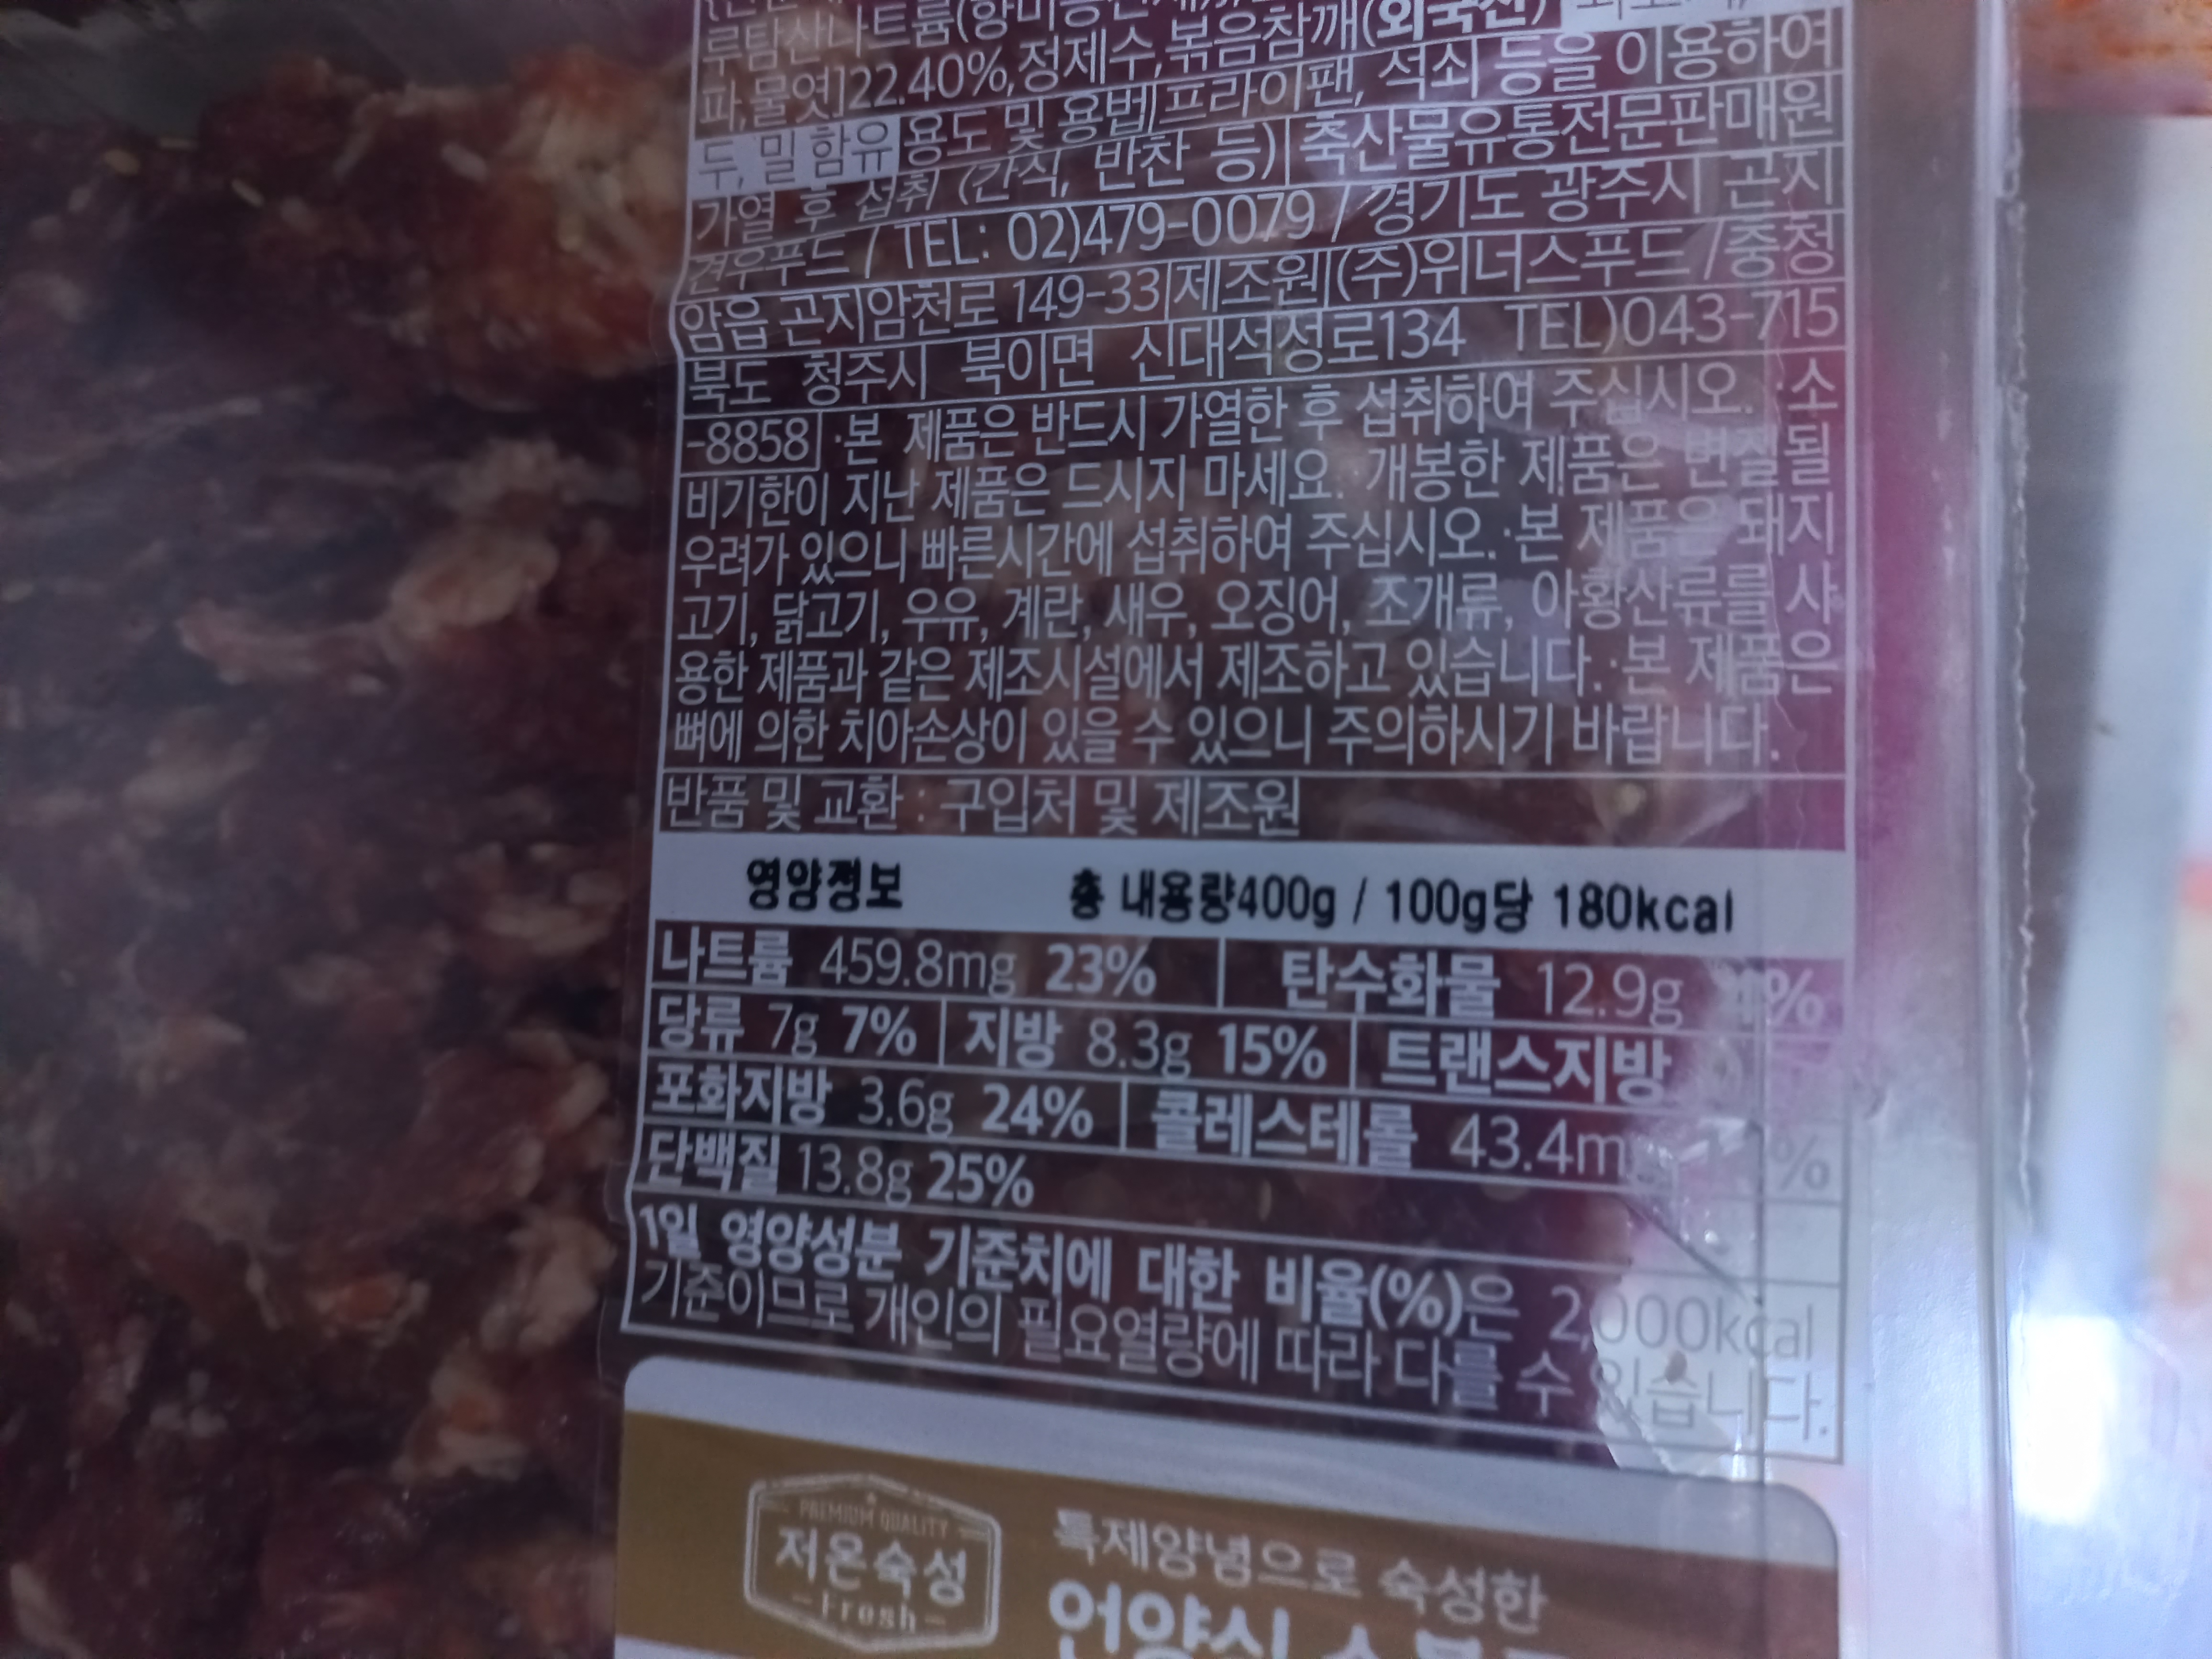 루탐산나트륨(향미증진제)
파,물엿]22.40%,정제수,볶음참깨(외국산)
두, 밀 함유 용도 및 용법|프라이팬, 석쇠 등을 이용하여
가열 후 섭취 (간식, 반찬 등)|축산물유통전문판매원
견우푸드 / TEL: 02)479-0079 / 경기도 광주시 곤지
암읍 곤지암천로 149-33|제조원|(주)위너스푸드/충청
북도 청주시 북이면 신대석성로134 TEL)043-715
-8858| ·본 제품은 반드시 가열한 후 섭취하여 주십시오. ·소
비기한이 지난 제품은 드시지 마세요. 개봉한 제품은 변질될
우려가 있으니 빠른시간에 섭취하여 주십시오.·본 제품은 돼지
고기, 닭고기, 우유, 계란, 새우, 오징어, 조개류, 아황산류를 사
용한 제품과 같은 제조시설에서 제조하고 있습니다.·본 제품은
뼈에 의한 치아손상이 있을 수 있으니 주의하시기 바랍니다.
반품 및 교환 : 구입처 및 제조원
영양정보 총 내용량400g / 100g당 180kcal
나트륨 459.8mg 23% 탄수화물 12.9g 4%
당류 7g 7% 지방 8.3g 15% 트랜스지방
포화지방 3.6g 24% 콜레스테롤 43.4m %
단백질 13.8g 25%
1일 영양성분 기준치에 대한 비율(%)은 2,000kcal
기준이므로 개인의 필요열량에 따라 다를 수 있습니다.
PREMIUM QUALITY
저온숙성
Fresh
특제양념으로 숙성한
언양식